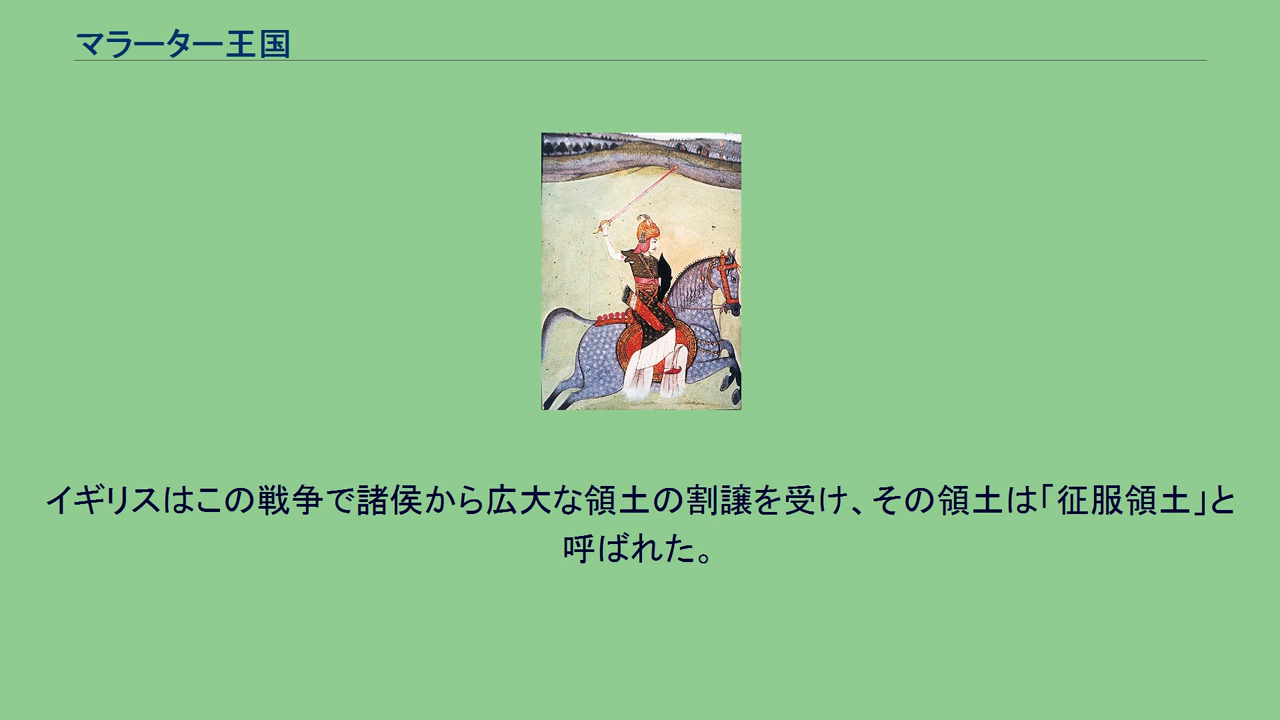 マラーター王国
イギリスはこの戦争で諸侯から広大な領土の割譲を受け、その領土は「征服領土」と
呼ばれた。